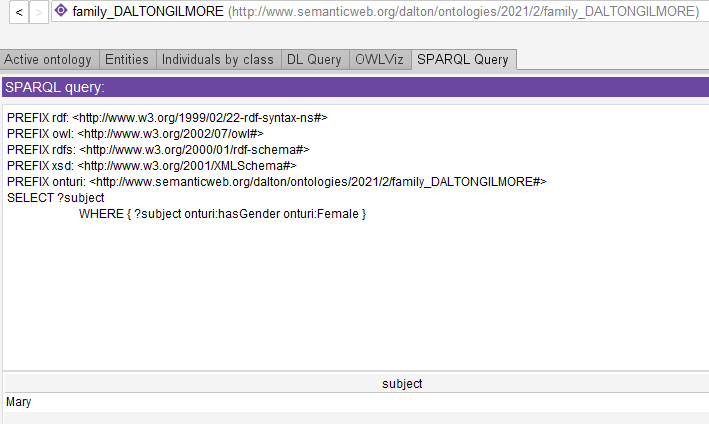 < > family_DALTONGILMORE (http://www.semanticweb.org/dalton/ontologies/2021/2/family_DALTONGILMORE)
Active ontology Entities Individuals by class DL Query OWLViz SPARQL Query
SPARQL query:
PREFIX rdf: <http://www.w3.org/1999/02/22-rdf-syntax-ns#>
PREFIX owl: <http://www.w3.org/2002/07/owl#>
PREFIX rdfs: <http://www.w3.org/2000/01/rdf-schema#>
PREFIX xsd: <http://www.w3.org/2001/XMLSchema#>
PREFIX onturi: <http://www.semanticweb.org/dalton/ontologies/2021/2/family_DALTONGILMORE#>
SELECT ?subject
WHERE { ?subject onturi:hasGender onturi:Female }
subject
Mary